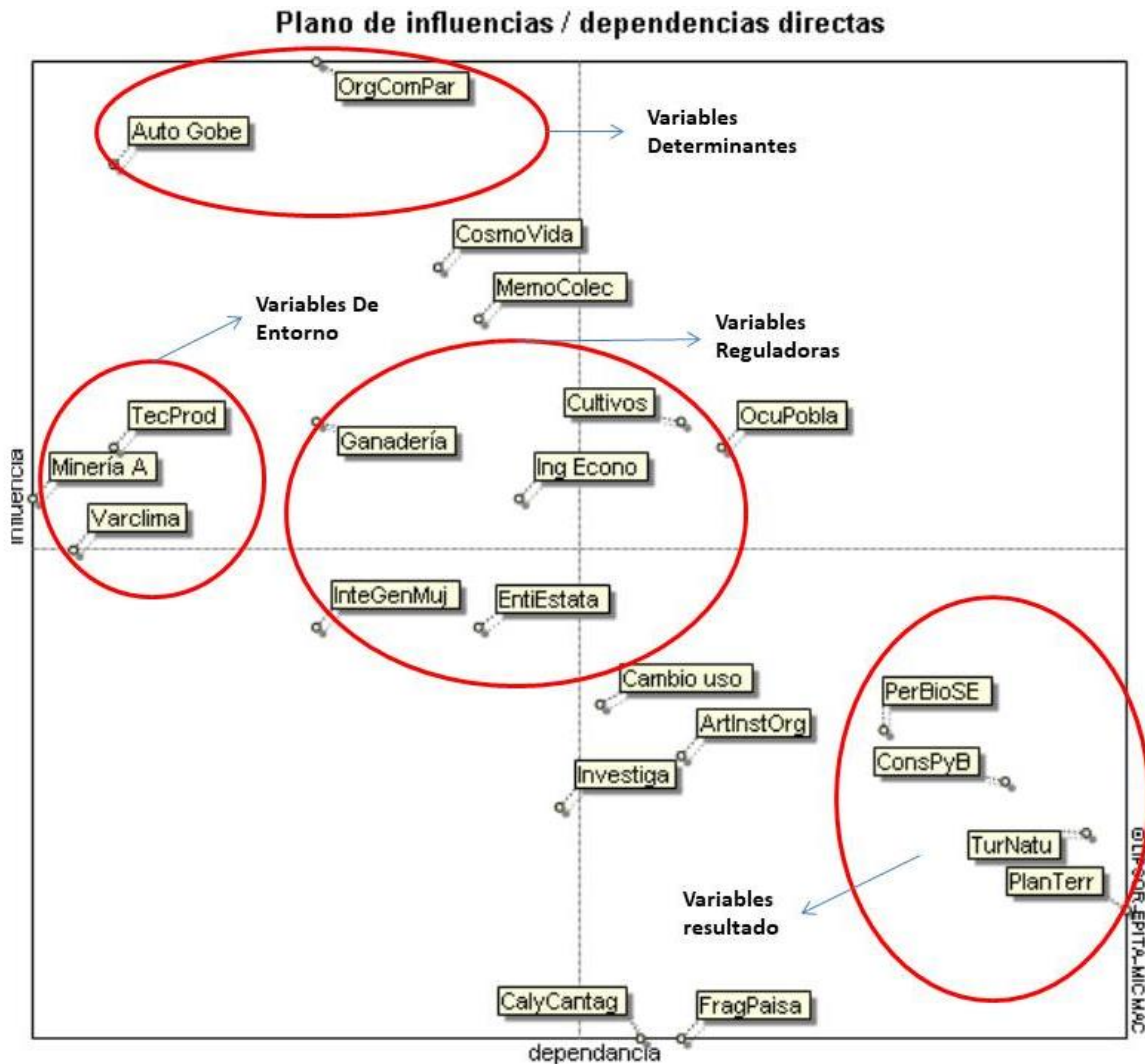 Plano de influencias / dependencias directas
OrgComPar
Auto Gobe
Variables
Determinantes
CosmoVida
MemoColec
Variables De
Entorno
Variables
Reguladoras
TecProd
Cultivos
OcuPobla
Ganadería
Minería A
Ing Econo
Varclima
influencia
InteGenMuj
EntiEstata
Cambio uso
PerBioSE
ArtInstOrg
ConsPyB
Investiga
TurNatu
PlanTerr
Variables
resultado
CalyCantag
FragPaisa
dependancia
© LIPSOR-EPITA-MICMAC